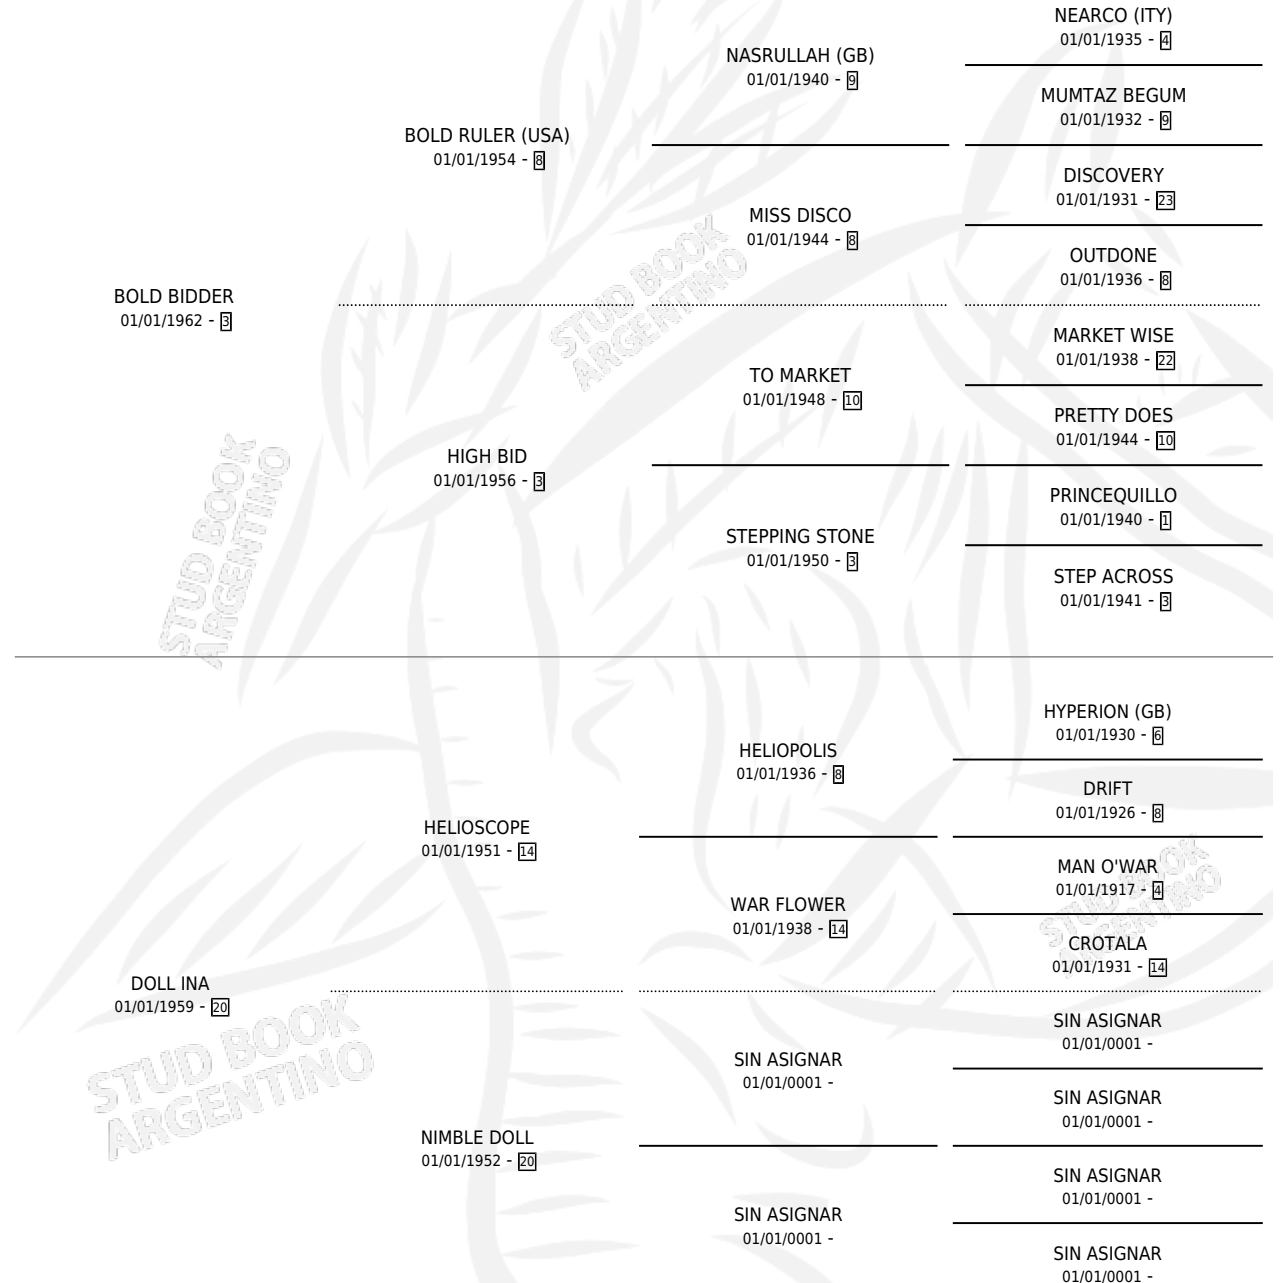 NEARCO (ITY)
01/01/1935 - 4
NASRULLAH (GB)
01/01/1940 - 9
MUMTAZ BEGUM
01/01/1932 - 9
BOLD RULER (USA)
01/01/1954 - 8
DISCOVERY
01/01/1931 - 23
MISS DISCO
01/01/1944 - 8
OUTDONE
01/01/1936 - 8
BOLD BIDDER
01/01/1962 - 3
MARKET WISE
01/01/1938 - 22
TO MARKET
01/01/1948 - 10
PRETTY DOES
01/01/1944 - 10
HIGH BID
01/01/1956 - 3
PRINCEQUILLO
01/01/1940 - 1
STEPPING STONE
01/01/1950 - 3
STEP ACROSS
01/01/1941 - 3
HYPERION (GB)
01/01/1930 - 6
HELIOPOLIS
01/01/1936 - 8
DRIFT
01/01/1926 - 8
HELIOSCOPE
01/01/1951 - 14
MAN O'WAR
01/01/1917 - 4
WAR FLOWER
01/01/1938 - 14
CROTALA
01/01/1931 - 14
DOLL INA
01/01/1959 - 20
SIN ASIGNAR
01/01/0001 -
SIN ASIGNAR
01/01/0001 -
SIN ASIGNAR
01/01/0001 -
NIMBLE DOLL
01/01/1952 - 20
SIN ASIGNAR
01/01/0001 -
SIN ASIGNAR
01/01/0001 -
SIN ASIGNAR
01/01/0001 -
STUD BOOK
ARGENTINO
STUD BOOK
ARGENTINO
STUD BOOK
ARGENTINO
STUD BOOK
ARGENTINO